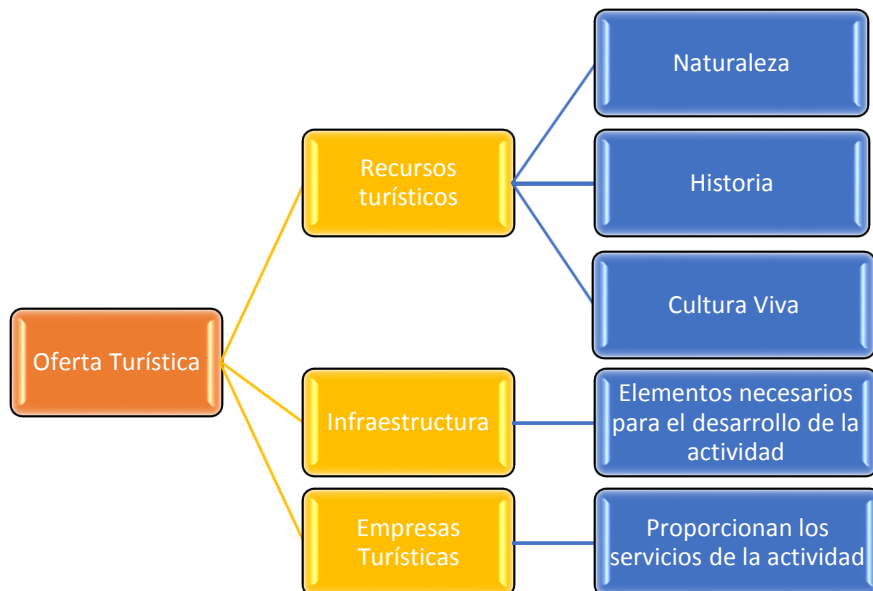 Naturaleza
Recursos
turísticos
Historia
Cultura Viva
Oferta Turística
Infraestructura
Elementos necesarios
para el desarrollo de la
actividad
Empresas
Turísticas
Proporcionan los
servicios de la actividad